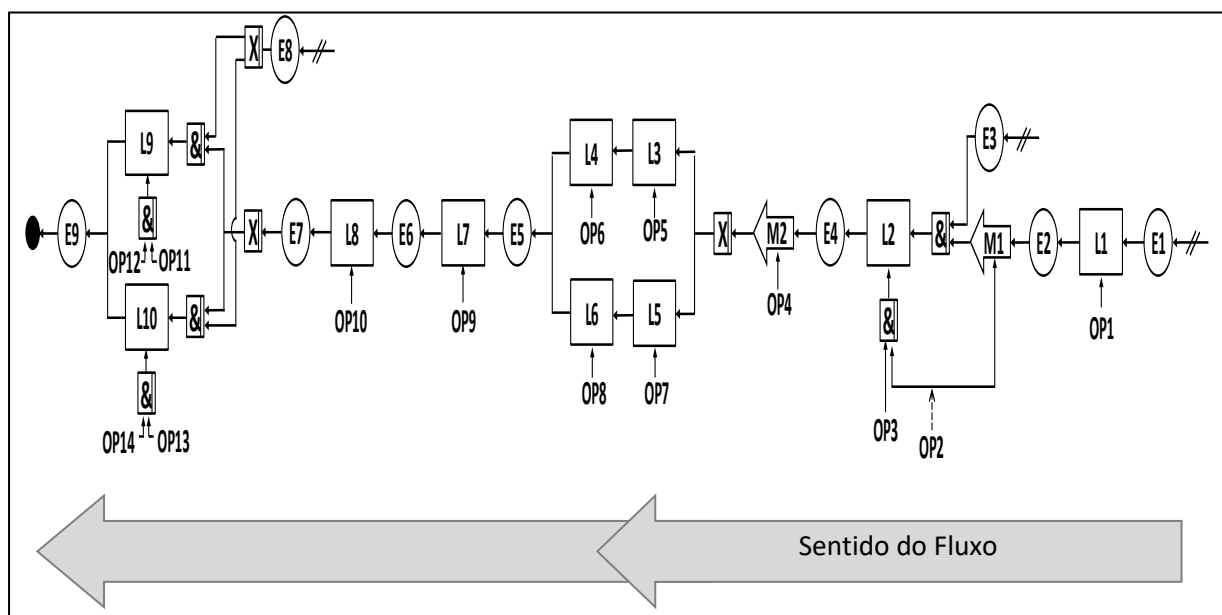 X
E8
E3
L9
&
L4
L3
E9
&
OP12
OP11
X
E7
L8
E6
L7
E5
OP6
OP5
X
M2
E4
L2
&
M1
E2
L1
E1
L10
&
OP10
OP9
L6
L5
OP4
&
OP1
&
OP8
OP7
OP14
OP13
OP3
OP2
Sentido do Fluxo